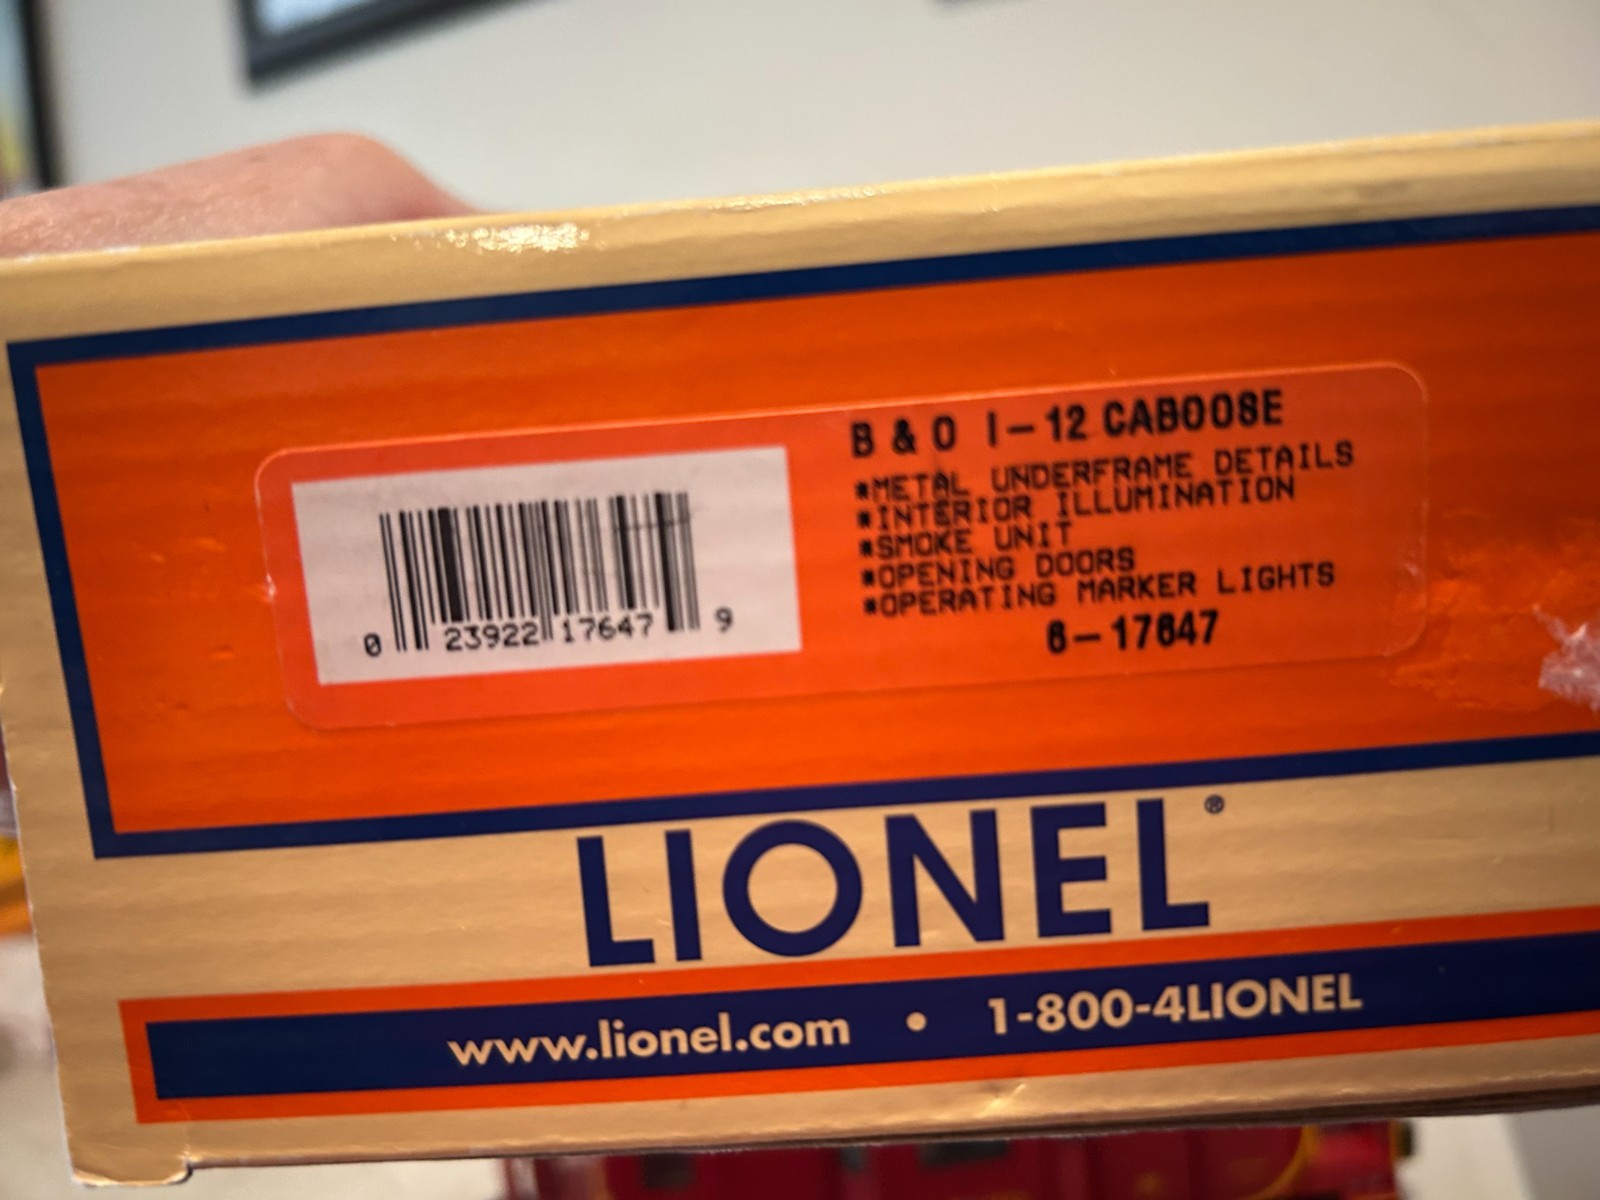 B & O I-12 CABOOSE
*METAL UNDERFRAME DETAILS
*INTERIOR ILLUMINATION
*SMOKE UNIT
*OPENING DOORS
*OPERATING MARKER LIGHTS
6-17647
0 23922 17647 9
LIONEL®
www.lionel.com • 1-800-4LIONEL